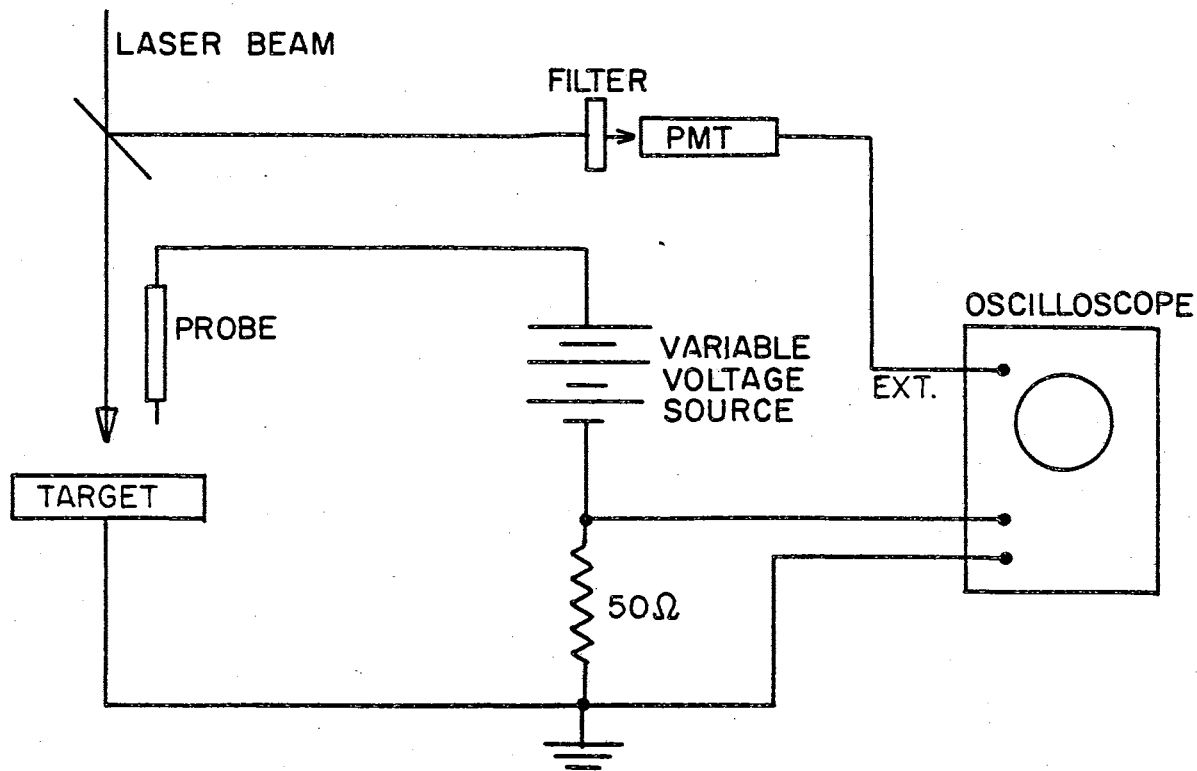 LASER BEAM
FILTER
PMT
PROBE
OSCILLOSCOPE
VARIABLE
VOLTAGE
SOURCE
EXT.
TARGET
50Ω